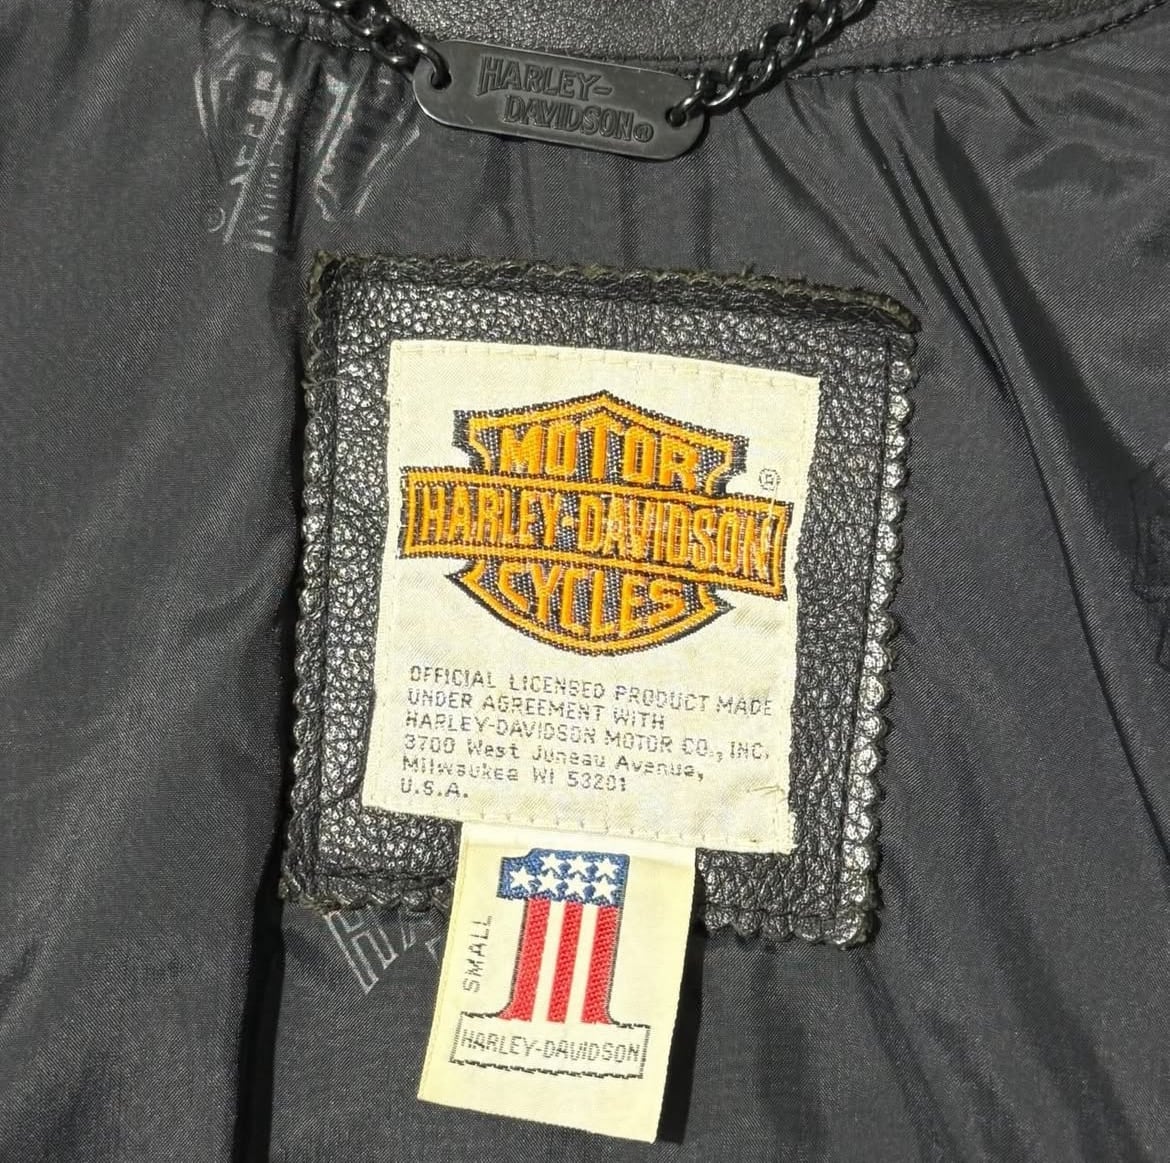 HARLEY-
DAVIDSON®
MOTOR
®
HARLEY-DAVIDSON
CYCLES
OFFICIAL LICENSED PRODUCT MADE
UNDER AGREEMENT WITH
HARLEY-DAVIDSON MOTOR CO., INC.
3700 West Juneau Avenue,
Milwaukee WI 53201
U.S.A.
1
SMALL
HARLEY-DAVIDSON